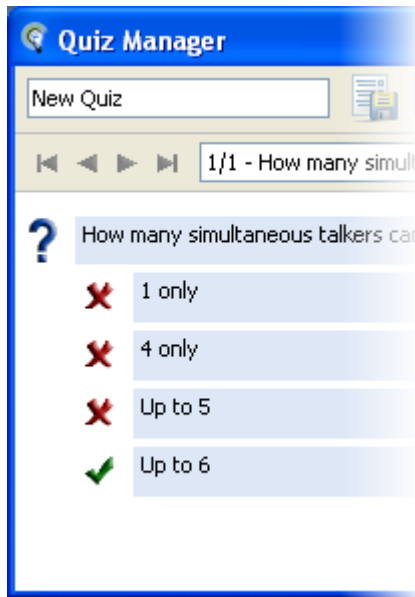 Quiz Manager
New Quiz
1/1 - How many simult
How many simultaneous talkers can
1 only
4 only
Up to 5
Up to 6